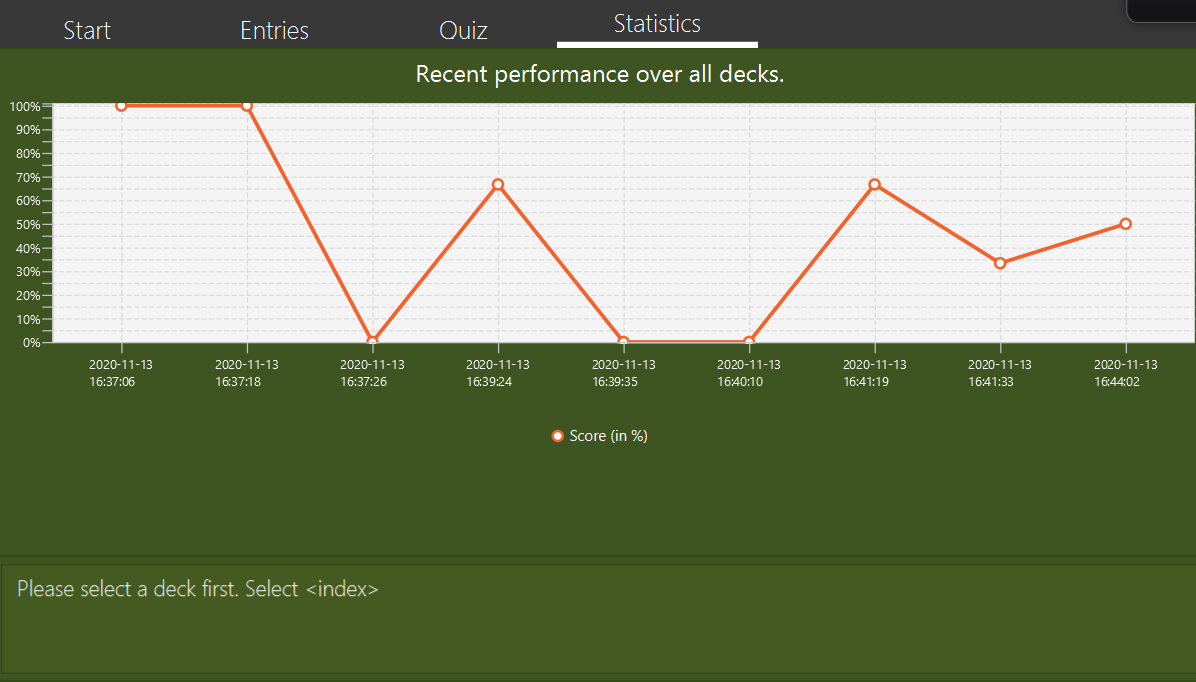 Start Entries Quiz Statistics
Recent performance over all decks.
100%
90%
80%
70%
60%
50%
40%
30%
20%
10%
0%
2020-11-13 2020-11-13 2020-11-13 2020-11-13 2020-11-13 2020-11-13 2020-11-13 2020-11-13 2020-11-13
16:37:06 16:37:18 16:37:26 16:39:24 16:39:35 16:40:10 16:41:19 16:41:33 16:44:02
Score (in %)
Please select a deck first. Select <index>